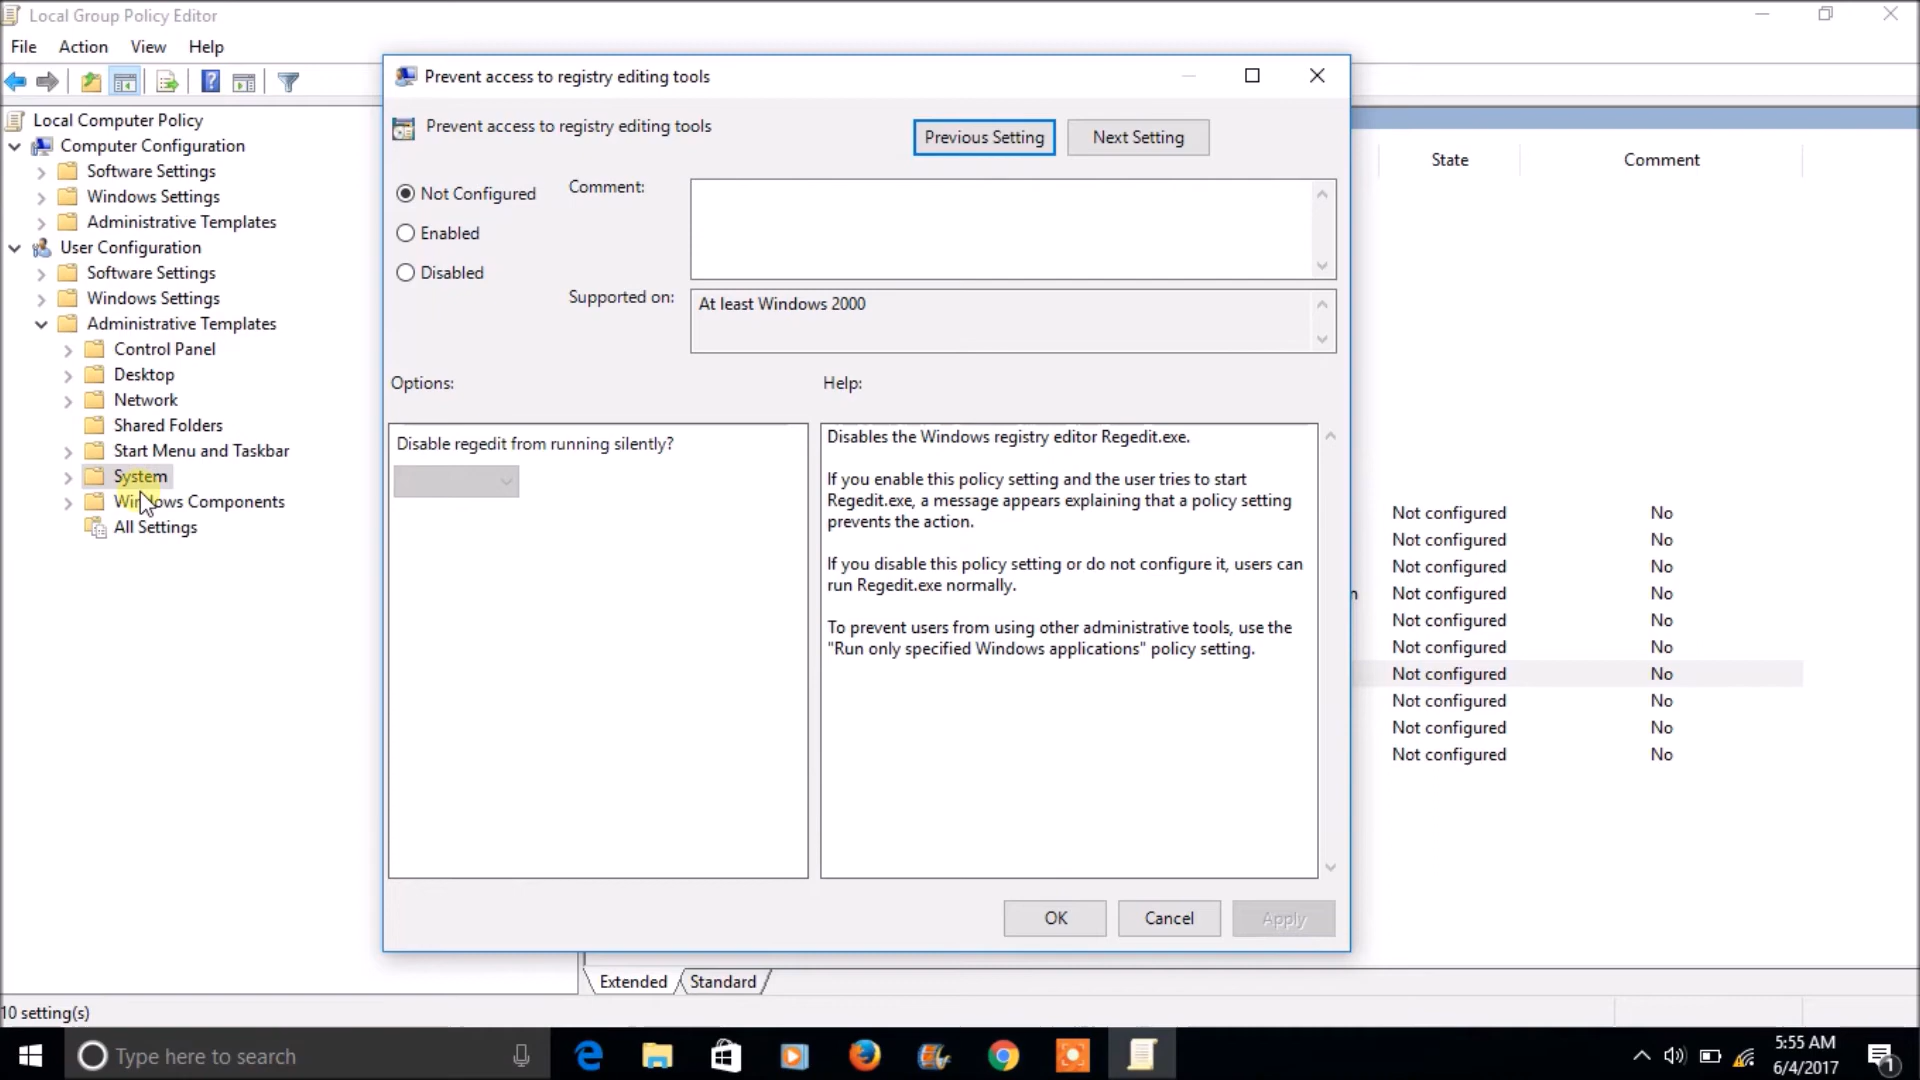 Local Group Policy Editor
File Action View Help
Local Computer Policy
Computer Configuration
Software Settings
Windows Settings
Administrative Templates
User Configuration
Software Settings
Windows Settings
Administrative Templates
Control Panel
Desktop
Network
Shared Folders
Start Menu and Taskbar
System
Windows Components
All Settings
Prevent access to registry editing tools
Prevent access to registry editing tools
Previous Setting
Next Setting
Not Configured
Enabled
Disabled
Comment:
Supported on:
At least Windows 2000
Options:
Help:
Disable regedit from running silently?
Disables the Windows registry editor Regedit.exe.
If you enable this policy setting and the user tries to start
Regedit.exe, a message appears explaining that a policy setting
prevents the action.
If you disable this policy setting or do not configure it, users can
run Regedit.exe normally.
To prevent users from using other administrative tools, use the
"Run only specified Windows applications" policy setting.
OK
Cancel
Apply
State Comment
Not configured No
Not configured No
Not configured No
n Not configured No
Not configured No
Not configured No
Not configured No
Not configured No
Not configured No
Not configured No
Extended Standard
10 setting(s)
Type here to search
5:55 AM
6/4/2017
1